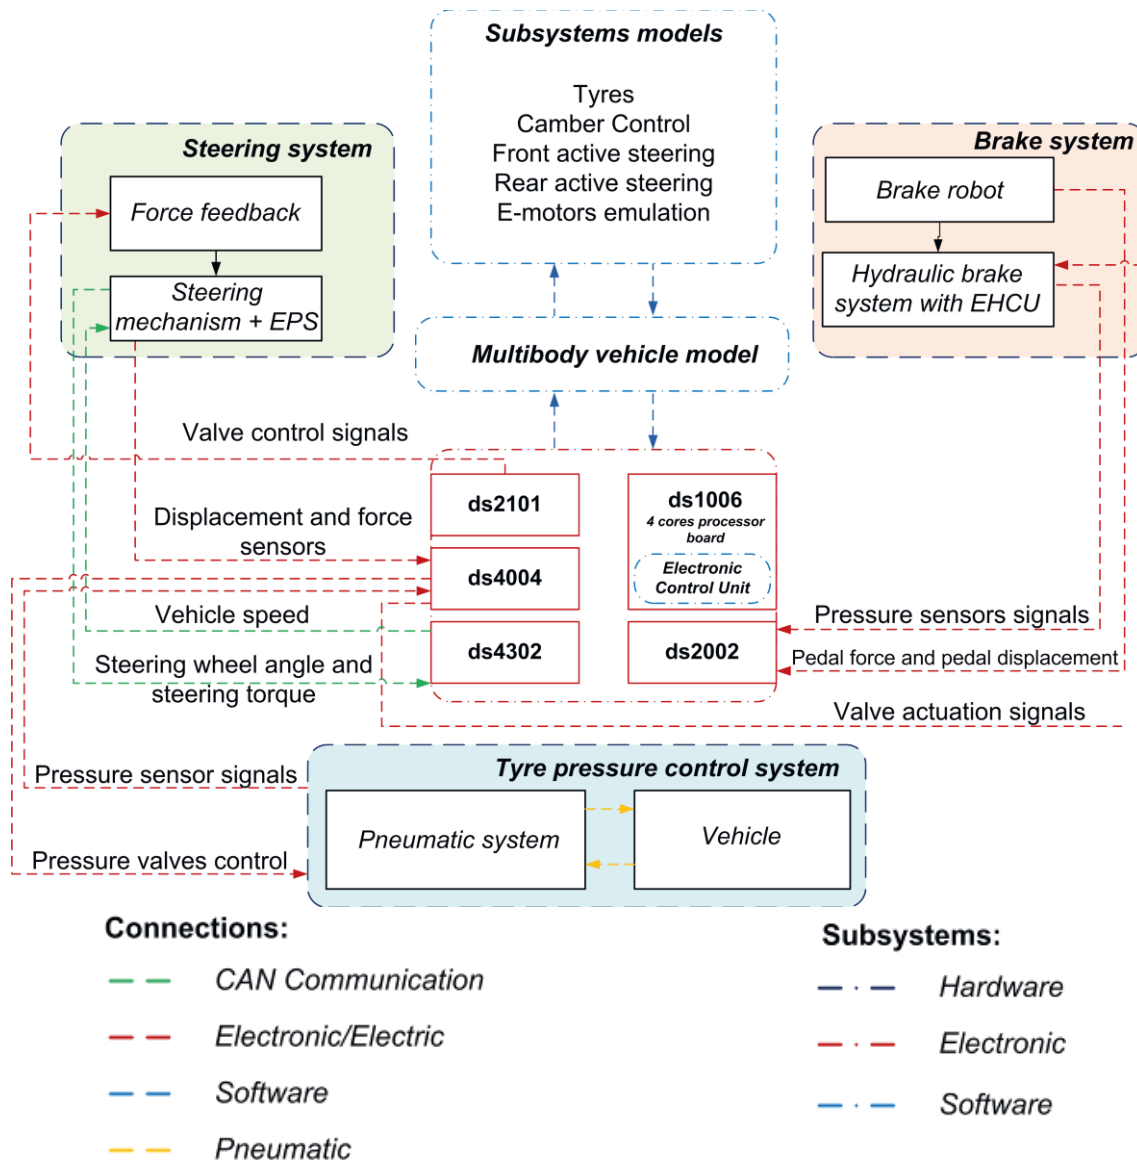 Subsystems models
Tyres
Camber Control
Front active steering
Rear active steering
E-motors emulation
Steering system
Force feedback
Steering
mechanism + EPS
Brake system
Brake robot
Hydraulic brake
system with EHCU
Multibody vehicle model
Valve control signals
Displacement and force
sensors
Vehicle speed
Steering wheel angle and
steering torque
ds2101
ds4004
ds4302
ds1006
4 cores processor
board
Electronic
Control Unit
ds2002
Pressure sensors signals
Pedal force and pedal displacement
Valve actuation signals
Pressure sensor signals
Pressure valves control
Tyre pressure control system
Pneumatic system
Vehicle
Connections:
CAN Communication
Electronic/Electric
Software
Pneumatic
Subsystems:
Hardware
Electronic
Software